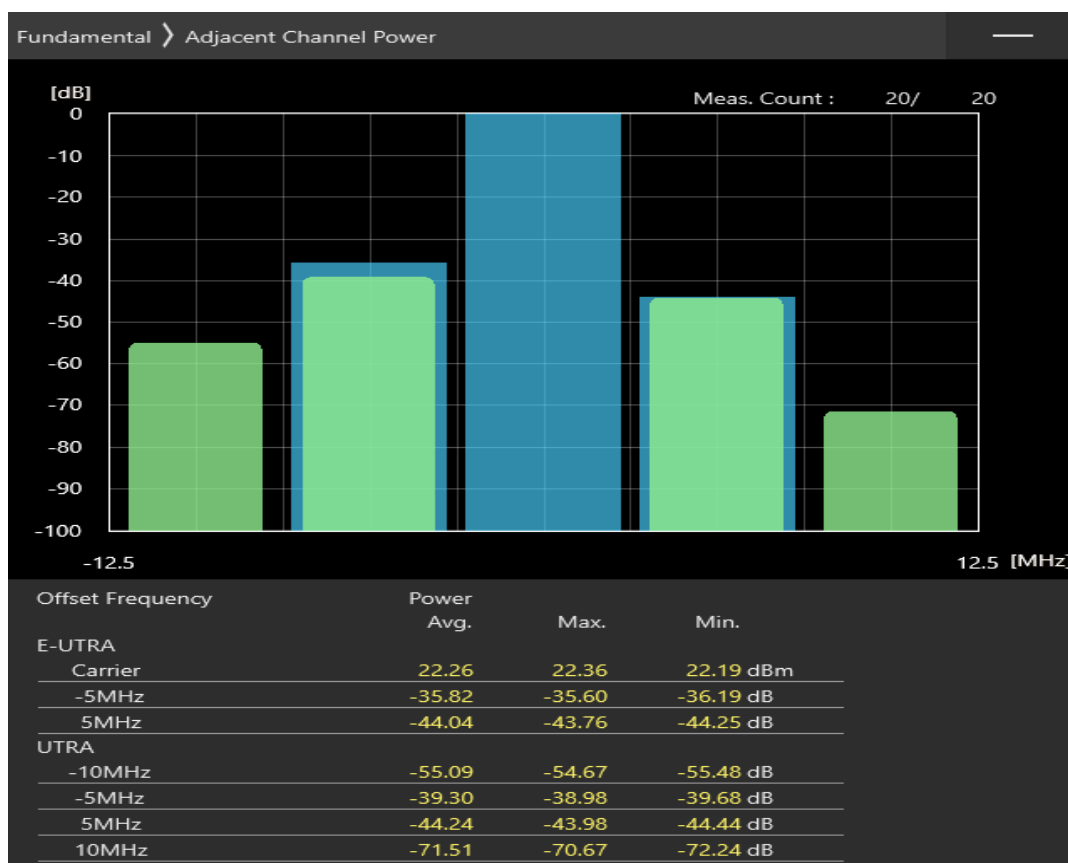 Fundamental ❯ Adjacent Channel Power
[dB]
Meas. Count : 20/ 20
0
-10
-20
-30
-40
-50
-60
-70
-80
-90
-100
-12.5 12.5 [MHz]
Offset Frequency Power
Avg. Max. Min.
E-UTRA
Carrier 22.26 22.36 22.19 dBm
-5MHz -35.82 -35.60 -36.19 dB
5MHz -44.04 -43.76 -44.25 dB
UTRA
-10MHz -55.09 -54.67 -55.48 dB
-5MHz -39.30 -38.98 -39.68 dB
5MHz -44.24 -43.98 -44.44 dB
10MHz -71.51 -70.67 -72.24 dB